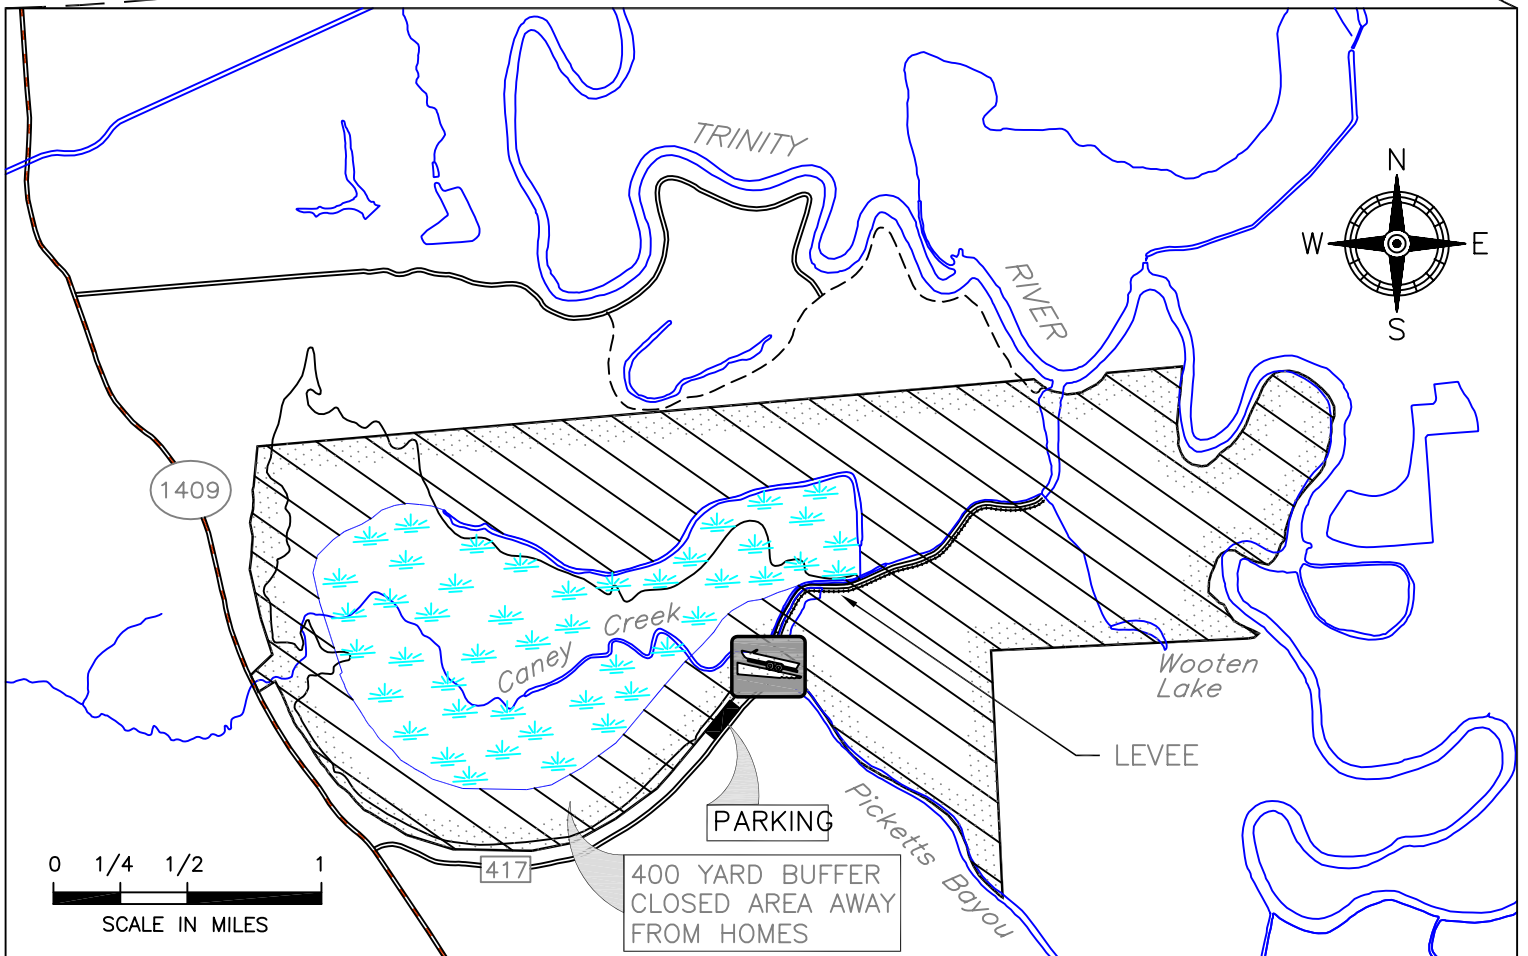 TRINITY
RIVER
N
W E
S
1409
Caney Creek
Wooten
Lake
LEVEE
Picketts Bayou
PARKING
417
400 YARD BUFFER
CLOSED AREA AWAY
FROM HOMES
0 1/4 1/2 1
SCALE IN MILES